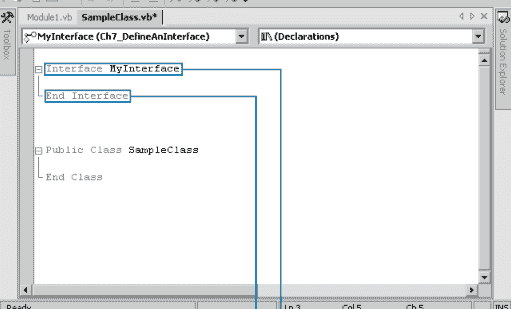 Module1.vb SampleClass.vb*
Toolbox
MyInterface (Ch7_DefineAnInterface) (Declarations)
Solution Explorer
Interface MyInterface
End Interface
Public Class SampleClass
End Class
Ready Ln 3 Col 5 Ch 5 INS